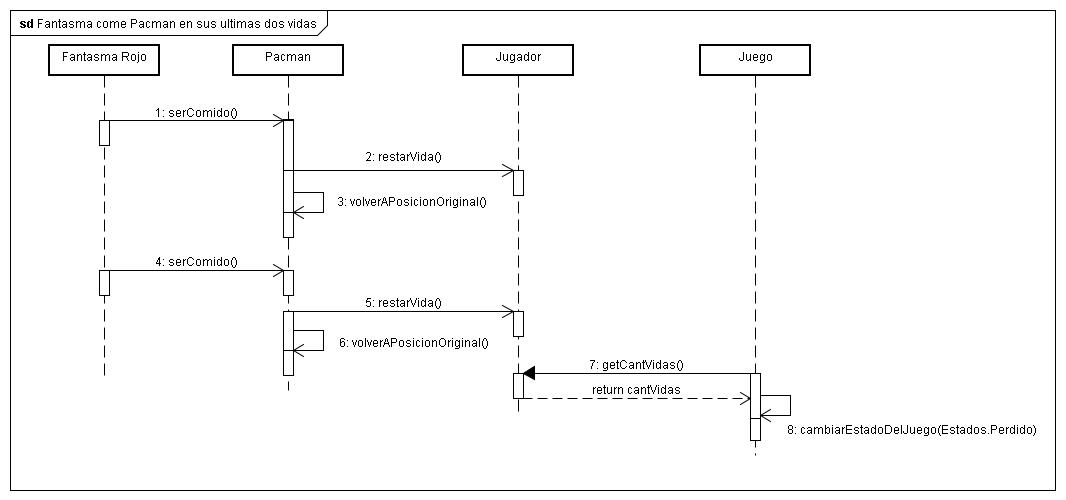 sd Fantasma come Pacman en sus ultimas dos vidas
Fantasma Rojo
Pacman
Jugador
Juego
1: serComido()
2: restarVida()
3: volverAPosicionOriginal()
4: serComido()
5: restarVida()
6: volverAPosicionOriginal()
7: getCantVidas()
return cantVidas
8: cambiarEstadoDelJuego(Estados.Perdido)